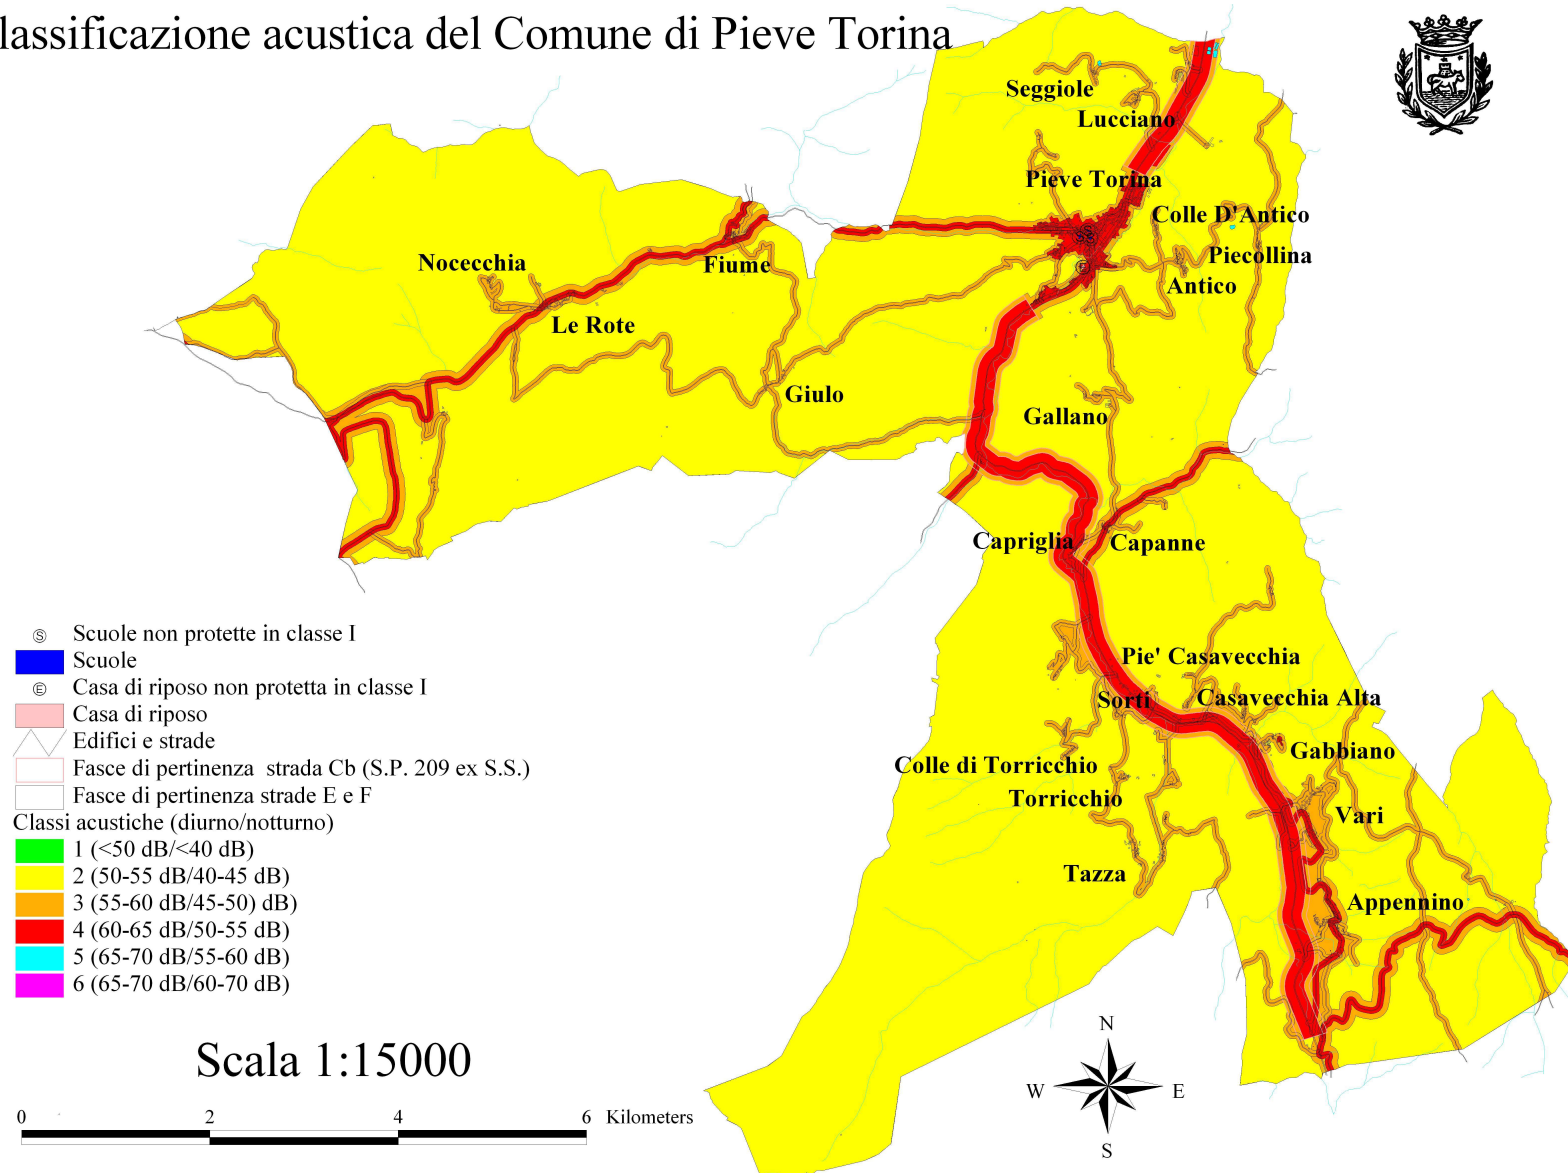 lassificazione acustica del Comune di Pieve Torina
Seggiole
Lucciano
Pieve Torina
Colle D'Antico
Piecollina
Antico
Nocecchia
Fiume
Le Rote
Giulo
Gallano
Capriglia
Capanne
Pie' Casavecchia
Sorti
Casavecchia Alta
Gabbiano
Colle di Torricchio
Torricchio
Vari
Tazza
Appennino
S
S
E
S Scuole non protette in classe I
Scuole
E Casa di riposo non protetta in classe I
Casa di riposo
Edifici e strade
Fasce di pertinenza strada Cb (S.P. 209 ex S.S.)
Fasce di pertinenza strade E e F
Classi acustiche (diurno/notturno)
1 (<50 dB/<40 dB)
2 (50-55 dB/40-45 dB)
3 (55-60 dB/45-50) dB)
4 (60-65 dB/50-55 dB)
5 (65-70 dB/55-60 dB)
6 (65-70 dB/60-70 dB)
Scala 1:15000
0 2 4 6 Kilometers
N
W E
S